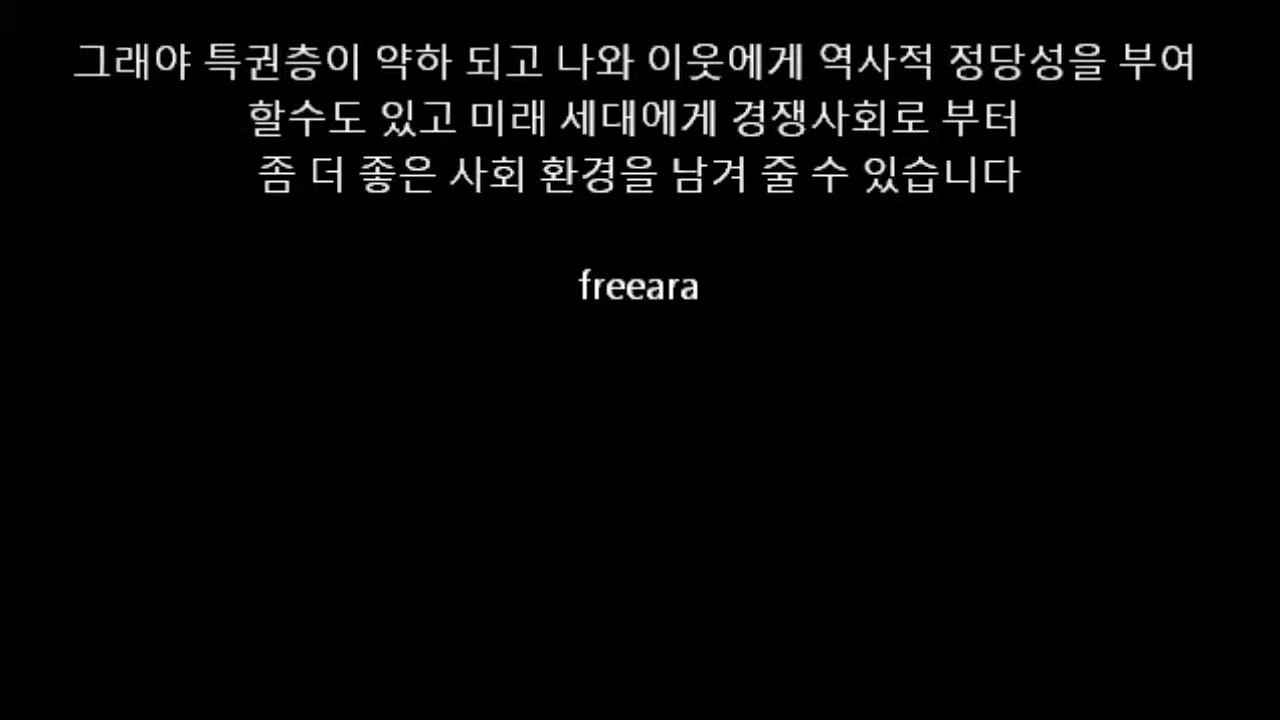 그래야 특권층이 약하 되고 나와 이웃에게 역사적 정당성을 부여
할수도 있고 미래 세대에게 경쟁사회로 부터
좀 더 좋은 사회 환경을 남겨 줄 수 있습니다
freeara